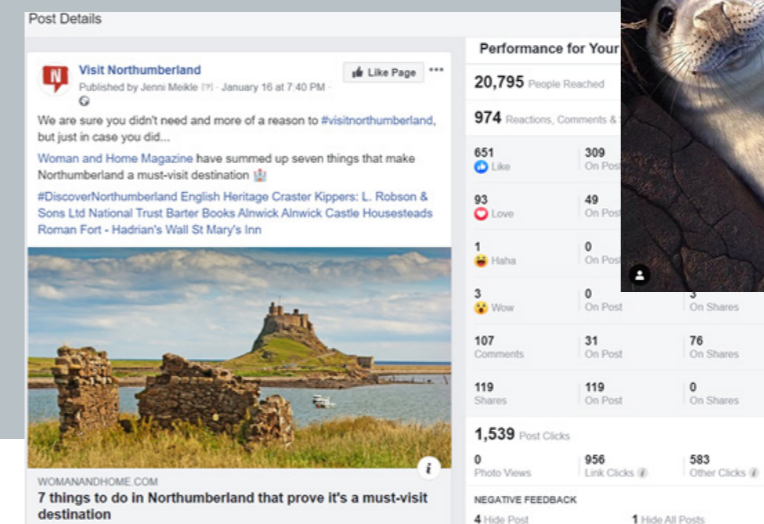 Post Details
N
Visit Northumberland
Like Page
Published by Jenni Meikle [?] · January 16 at 7:40 PM ·
We are sure you didn't need and more of a reason to #visitnorthumberland,
but just in case you did...
Woman and Home Magazine have summed up seven things that make
Northumberland a must-visit destination
#DiscoverNorthumberland English Heritage Craster Kippers: L. Robson &
Sons Ltd National Trust Barter Books Alnwick Alnwick Castle Housesteads
Roman Fort - Hadrian's Wall St Mary's Inn
i
WOMANANDHOME.COM
7 things to do in Northumberland that prove it's a must-visit
destination
Performance for Your
20,795 People Reached
974 Reactions, Comments &
651 309
Like On Post
93 49
Love On Post
1 0
Haha On Post
3 0 3
Wow On Post On Shares
107 31 76
Comments On Post On Shares
119 119 0
Shares On Post On Shares
1,539 Post Clicks
0 956 583
Photo Views Link Clicks i Other Clicks i
NEGATIVE FEEDBACK
4 Hide Post 1 Hide All Posts